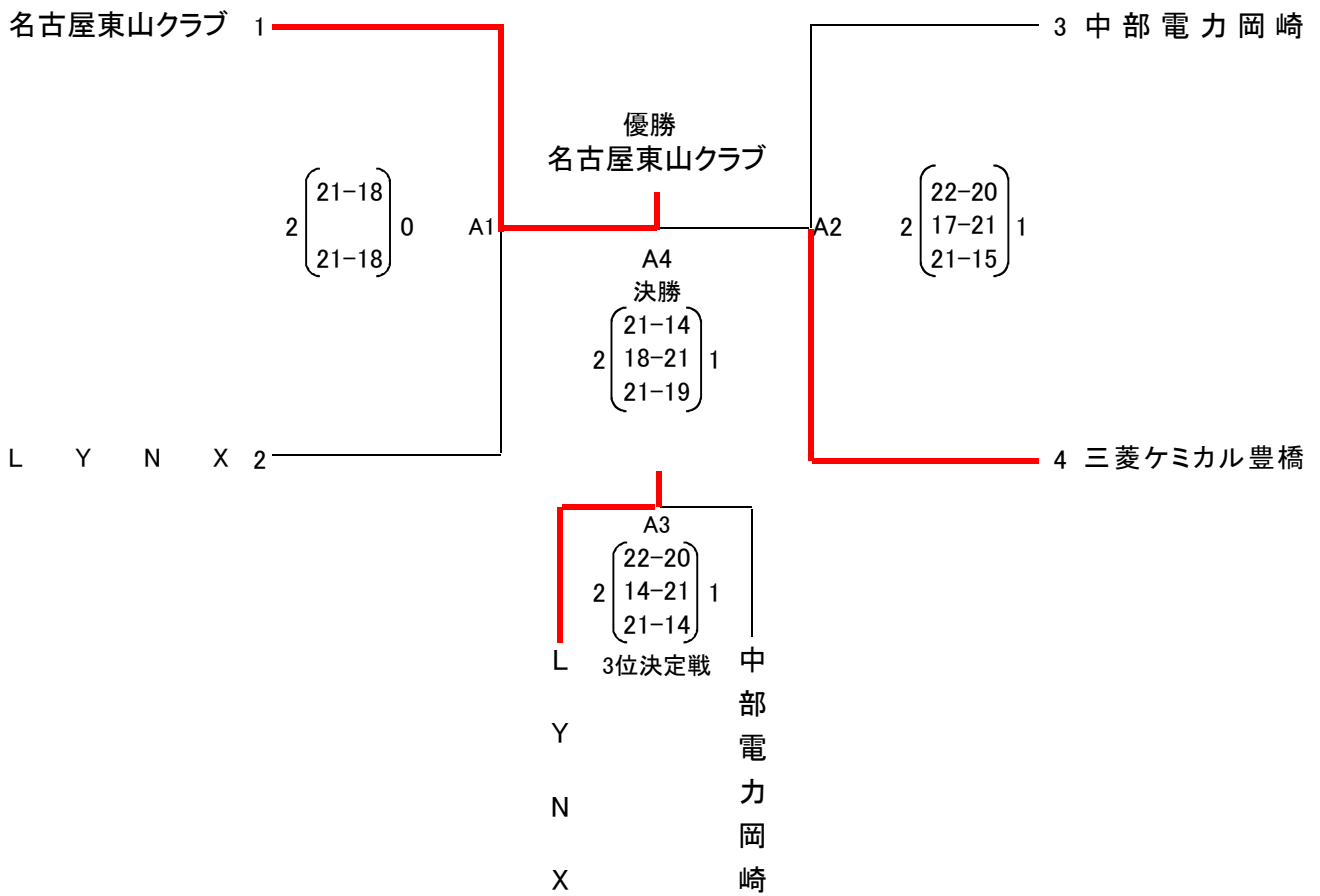 名古屋東山クラブ 1
3 中部電力岡崎
優勝
名古屋東山クラブ
21-18
2 0
21-18
A1
A2
22-20
2 17-21 1
21-15
A4
決勝
21-14
2 18-21 1
21-19
LYNX 2
4 三菱ケミカル豊橋
A3
22-20
2 14-21 1
21-14
3位決定戦
LYNX
中部電力岡崎